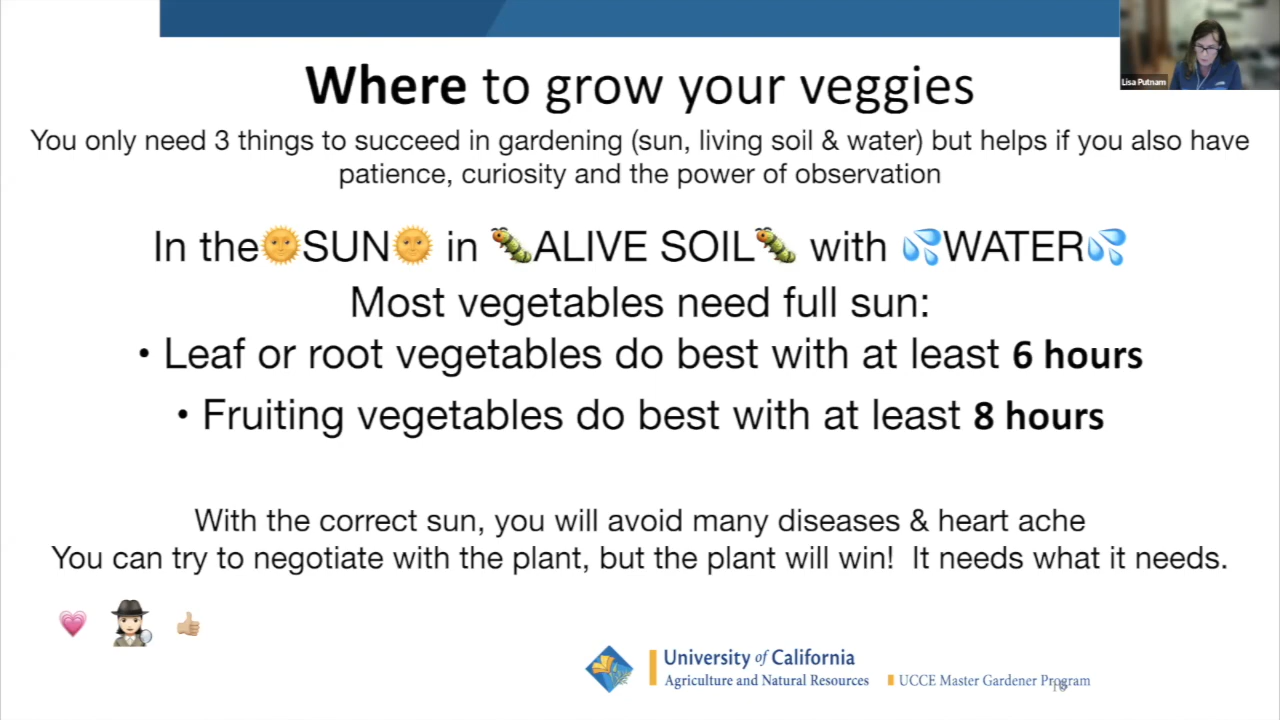 Where to grow your veggies
Lisa Putnam
You only need 3 things to succeed in gardening (sun, living soil & water) but helps if you also have
patience, curiosity and the power of observation
In the🌞SUN🌞 in 🐛ALIVE SOIL🐛 with 💦WATER💦
Most vegetables need full sun:
• Leaf or root vegetables do best with at least 6 hours
• Fruiting vegetables do best with at least 8 hours
With the correct sun, you will avoid many diseases & heart ache
You can try to negotiate with the plant, but the plant will win! It needs what it needs.
University of California
Agriculture and Natural Resources
UCCE Master Gardener Program